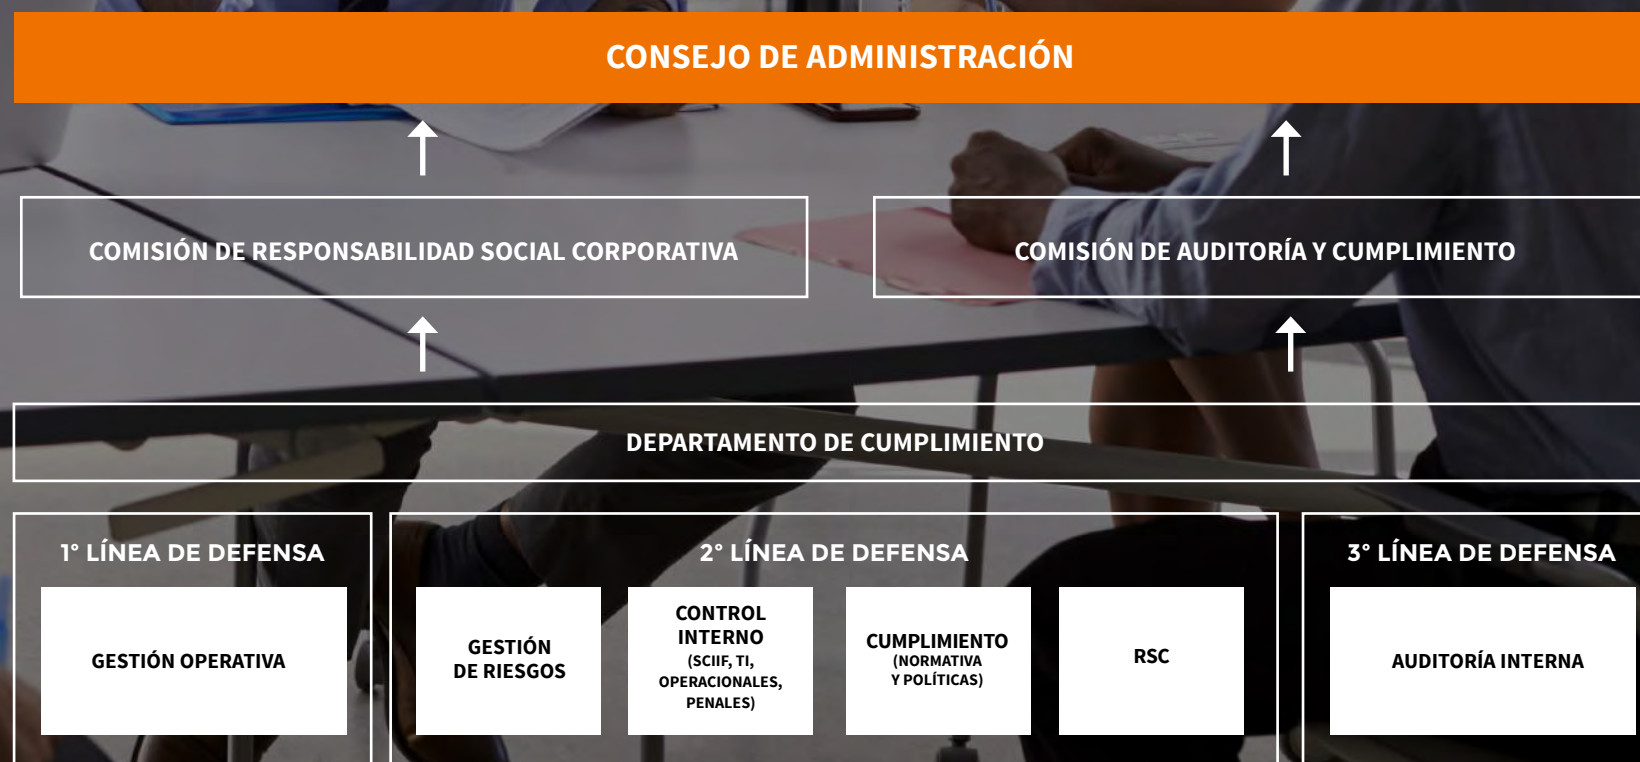 CONSEJO DE ADMINISTRACIÓN
COMISIÓN DE RESPONSABILIDAD SOCIAL CORPORATIVA
COMISIÓN DE AUDITORÍA Y CUMPLIMIENTO
DEPARTAMENTO DE CUMPLIMIENTO
1° LÍNEA DE DEFENSA
GESTIÓN OPERATIVA
2° LÍNEA DE DEFENSA
GESTIÓN
DE RIESGOS
CONTROL
INTERNO
(SCIIF, TI,
OPERACIONALES,
PENALES)
CUMPLIMIENTO
(NORMATIVA
Y POLÍTICAS)
RSC
3° LÍNEA DE DEFENSA
AUDITORÍA INTERNA